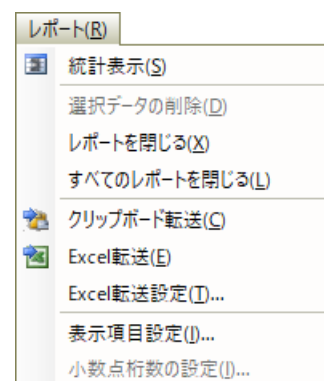 レポート(R)
統計表示(S)
選択データの削除(D)
レポートを閉じる(X)
すべてのレポートを閉じる(L)
クリップボード転送(C)
Excel転送(E)
Excel転送設定(T)...
表示項目設定(I)...
小数点桁数の設定(I)...